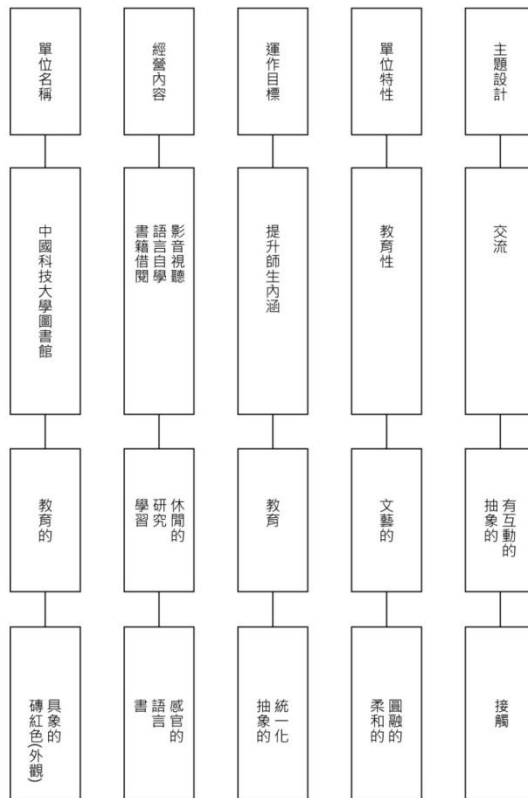 單位名稱
中國科技大學圖書館
教育的
具象的
磚紅色(外觀)
經營內容
影音視聽
語言自學
書籍借閱
休閒的
研究
學習
感官的
語言
書
運作目標
提升師生內涵
教育
統一化
抽象的
單位特性
教育性
文藝的
圓融的
柔和的
主題設計
交流
有互動的
抽象的
接觸